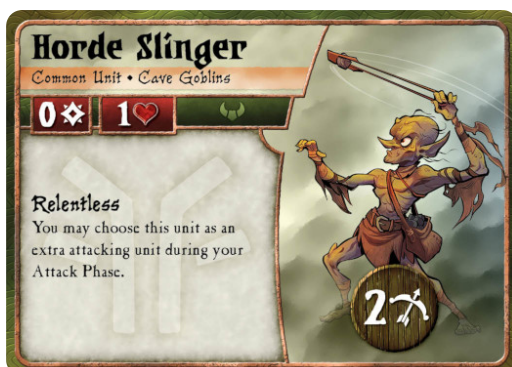 Horde Slinger
Common Unit • Cave Goblins
0 1
Relentless
You may choose this unit as an
extra attacking unit during your
Attack Phase.
2